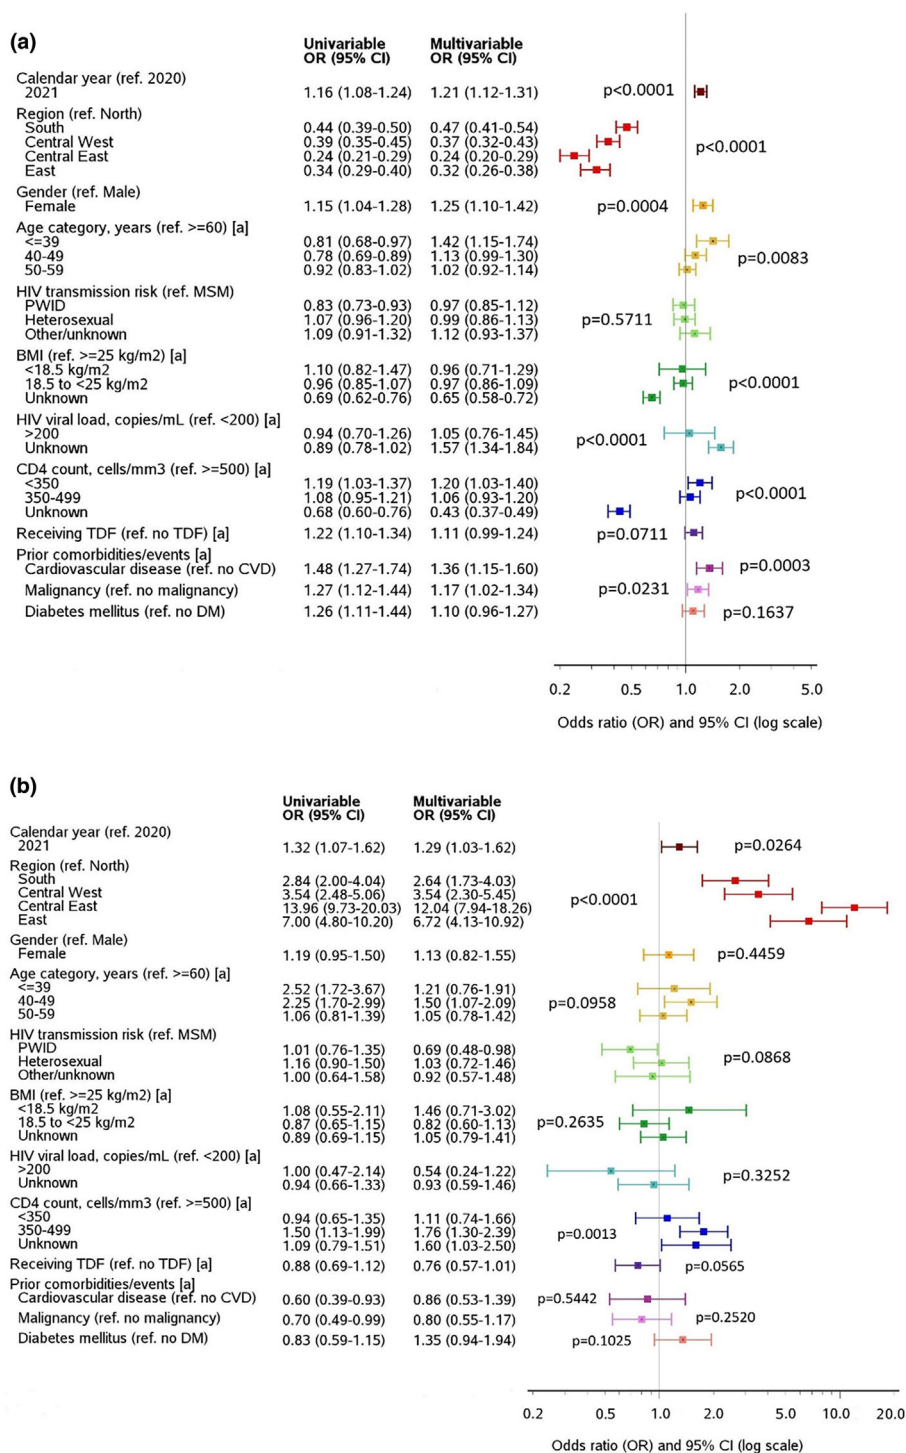 (a)
Univariable Multivariable
OR (95% CI) OR (95% CI)
Calendar year (ref. 2020)
2021 1.16 (1.08-1.24) 1.21 (1.12-1.31) p<0.0001
Region (ref. North)
South 0.44 (0.39-0.50) 0.47 (0.41-0.54)
Central West 0.39 (0.35-0.45) 0.37 (0.32-0.43)
p<0.0001
Central East 0.24 (0.21-0.29) 0.24 (0.20-0.29)
East 0.34 (0.29-0.40) 0.32 (0.26-0.38)
Gender (ref. Male)
Female 1.15 (1.04-1.28) 1.25 (1.10-1.42) p=0.0004
Age category, years (ref. >=60) [a]
<=39 0.81 (0.68-0.97) 1.42 (1.15-1.74)
40-49 0.78 (0.69-0.89) 1.13 (0.99-1.30) p=0.0083
50-59 0.92 (0.83-1.02) 1.02 (0.92-1.14)
HIV transmission risk (ref. MSM)
PWID 0.83 (0.73-0.93) 0.97 (0.85-1.12)
Heterosexual 1.07 (0.96-1.20) 0.99 (0.86-1.13) p=0.5711
Other/unknown 1.09 (0.91-1.32) 1.12 (0.93-1.37)
BMI (ref. >=25 kg/m2) [a]
<18.5 kg/m2 1.10 (0.82-1.47) 0.96 (0.71-1.29)
18.5 to <25 kg/m2 0.96 (0.85-1.07) 0.97 (0.86-1.09) p<0.0001
Unknown 0.69 (0.62-0.76) 0.65 (0.58-0.72)
HIV viral load, copies/mL (ref. <200) [a]
>200 0.94 (0.70-1.26) 1.05 (0.76-1.45) p<0.0001
Unknown 0.89 (0.78-1.02) 1.57 (1.34-1.84)
CD4 count, cells/mm3 (ref. >=500) [a]
<350 1.19 (1.03-1.37) 1.20 (1.03-1.40)
350-499 1.08 (0.95-1.21) 1.06 (0.93-1.20) p<0.0001
Unknown 0.68 (0.60-0.76) 0.43 (0.37-0.49)
Receiving TDF (ref. no TDF) [a] 1.22 (1.10-1.34) 1.11 (0.99-1.24) p=0.0711
Prior comorbidities/events [a]
Cardiovascular disease (ref. no CVD) 1.48 (1.27-1.74) 1.36 (1.15-1.60) p=0.0003
Malignancy (ref. no malignancy) 1.27 (1.12-1.44) 1.17 (1.02-1.34) p=0.0231
Diabetes mellitus (ref. no DM) 1.26 (1.11-1.44) 1.10 (0.96-1.27) p=0.1637
0.2 0.5 1.0 2.0 5.0
Odds ratio (OR) and 95% CI (log scale)
(b)
Univariable Multivariable
OR (95% CI) OR (95% CI)
Calendar year (ref. 2020)
2021 1.32 (1.07-1.62) 1.29 (1.03-1.62) p=0.0264
Region (ref. North)
South 2.84 (2.00-4.04) 2.64 (1.73-4.03)
Central West 3.54 (2.48-5.06) 3.54 (2.30-5.45) p<0.0001
Central East 13.96 (9.73-20.03) 12.04 (7.94-18.26)
East 7.00 (4.80-10.20) 6.72 (4.13-10.92)
Gender (ref. Male)
Female 1.19 (0.95-1.50) 1.13 (0.82-1.55) p=0.4459
Age category, years (ref. >=60) [a]
<=39 2.52 (1.72-3.67) 1.21 (0.76-1.91)
40-49 2.25 (1.70-2.99) 1.50 (1.07-2.09) p=0.0958
50-59 1.06 (0.81-1.39) 1.05 (0.78-1.42)
HIV transmission risk (ref. MSM)
PWID 1.01 (0.76-1.35) 0.69 (0.48-0.98)
Heterosexual 1.16 (0.90-1.50) 1.03 (0.72-1.46) p=0.0868
Other/unknown 1.00 (0.64-1.58) 0.92 (0.57-1.48)
BMI (ref. >=25 kg/m2) [a]
<18.5 kg/m2 1.08 (0.55-2.11) 1.46 (0.71-3.02)
18.5 to <25 kg/m2 0.87 (0.65-1.15) 0.82 (0.60-1.13) p=0.2635
Unknown 0.89 (0.69-1.15) 1.05 (0.79-1.41)
HIV viral load, copies/mL (ref. <200) [a]
>200 1.00 (0.47-2.14) 0.54 (0.24-1.22) p=0.3252
Unknown 0.94 (0.66-1.33) 0.93 (0.59-1.46)
CD4 count, cells/mm3 (ref. >=500) [a]
<350 0.94 (0.65-1.35) 1.11 (0.74-1.66)
350-499 1.50 (1.13-1.99) 1.76 (1.30-2.39) p=0.0013
Unknown 1.09 (0.79-1.51) 1.60 (1.03-2.50)
Receiving TDF (ref. no TDF) [a] 0.88 (0.69-1.12) 0.76 (0.57-1.01) p=0.0565
Prior comorbidities/events [a]
Cardiovascular disease (ref. no CVD) 0.60 (0.39-0.93) 0.86 (0.53-1.39) p=0.5442
Malignancy (ref. no malignancy) 0.70 (0.49-0.99) 0.80 (0.55-1.17) p=0.2520
Diabetes mellitus (ref. no DM) 0.83 (0.59-1.15) 1.35 (0.94-1.94) p=0.1025
0.2 0.5 1.0 2.0 5.0 10.0 20.0
Odds ratio (OR) and 95% CI (log scale)